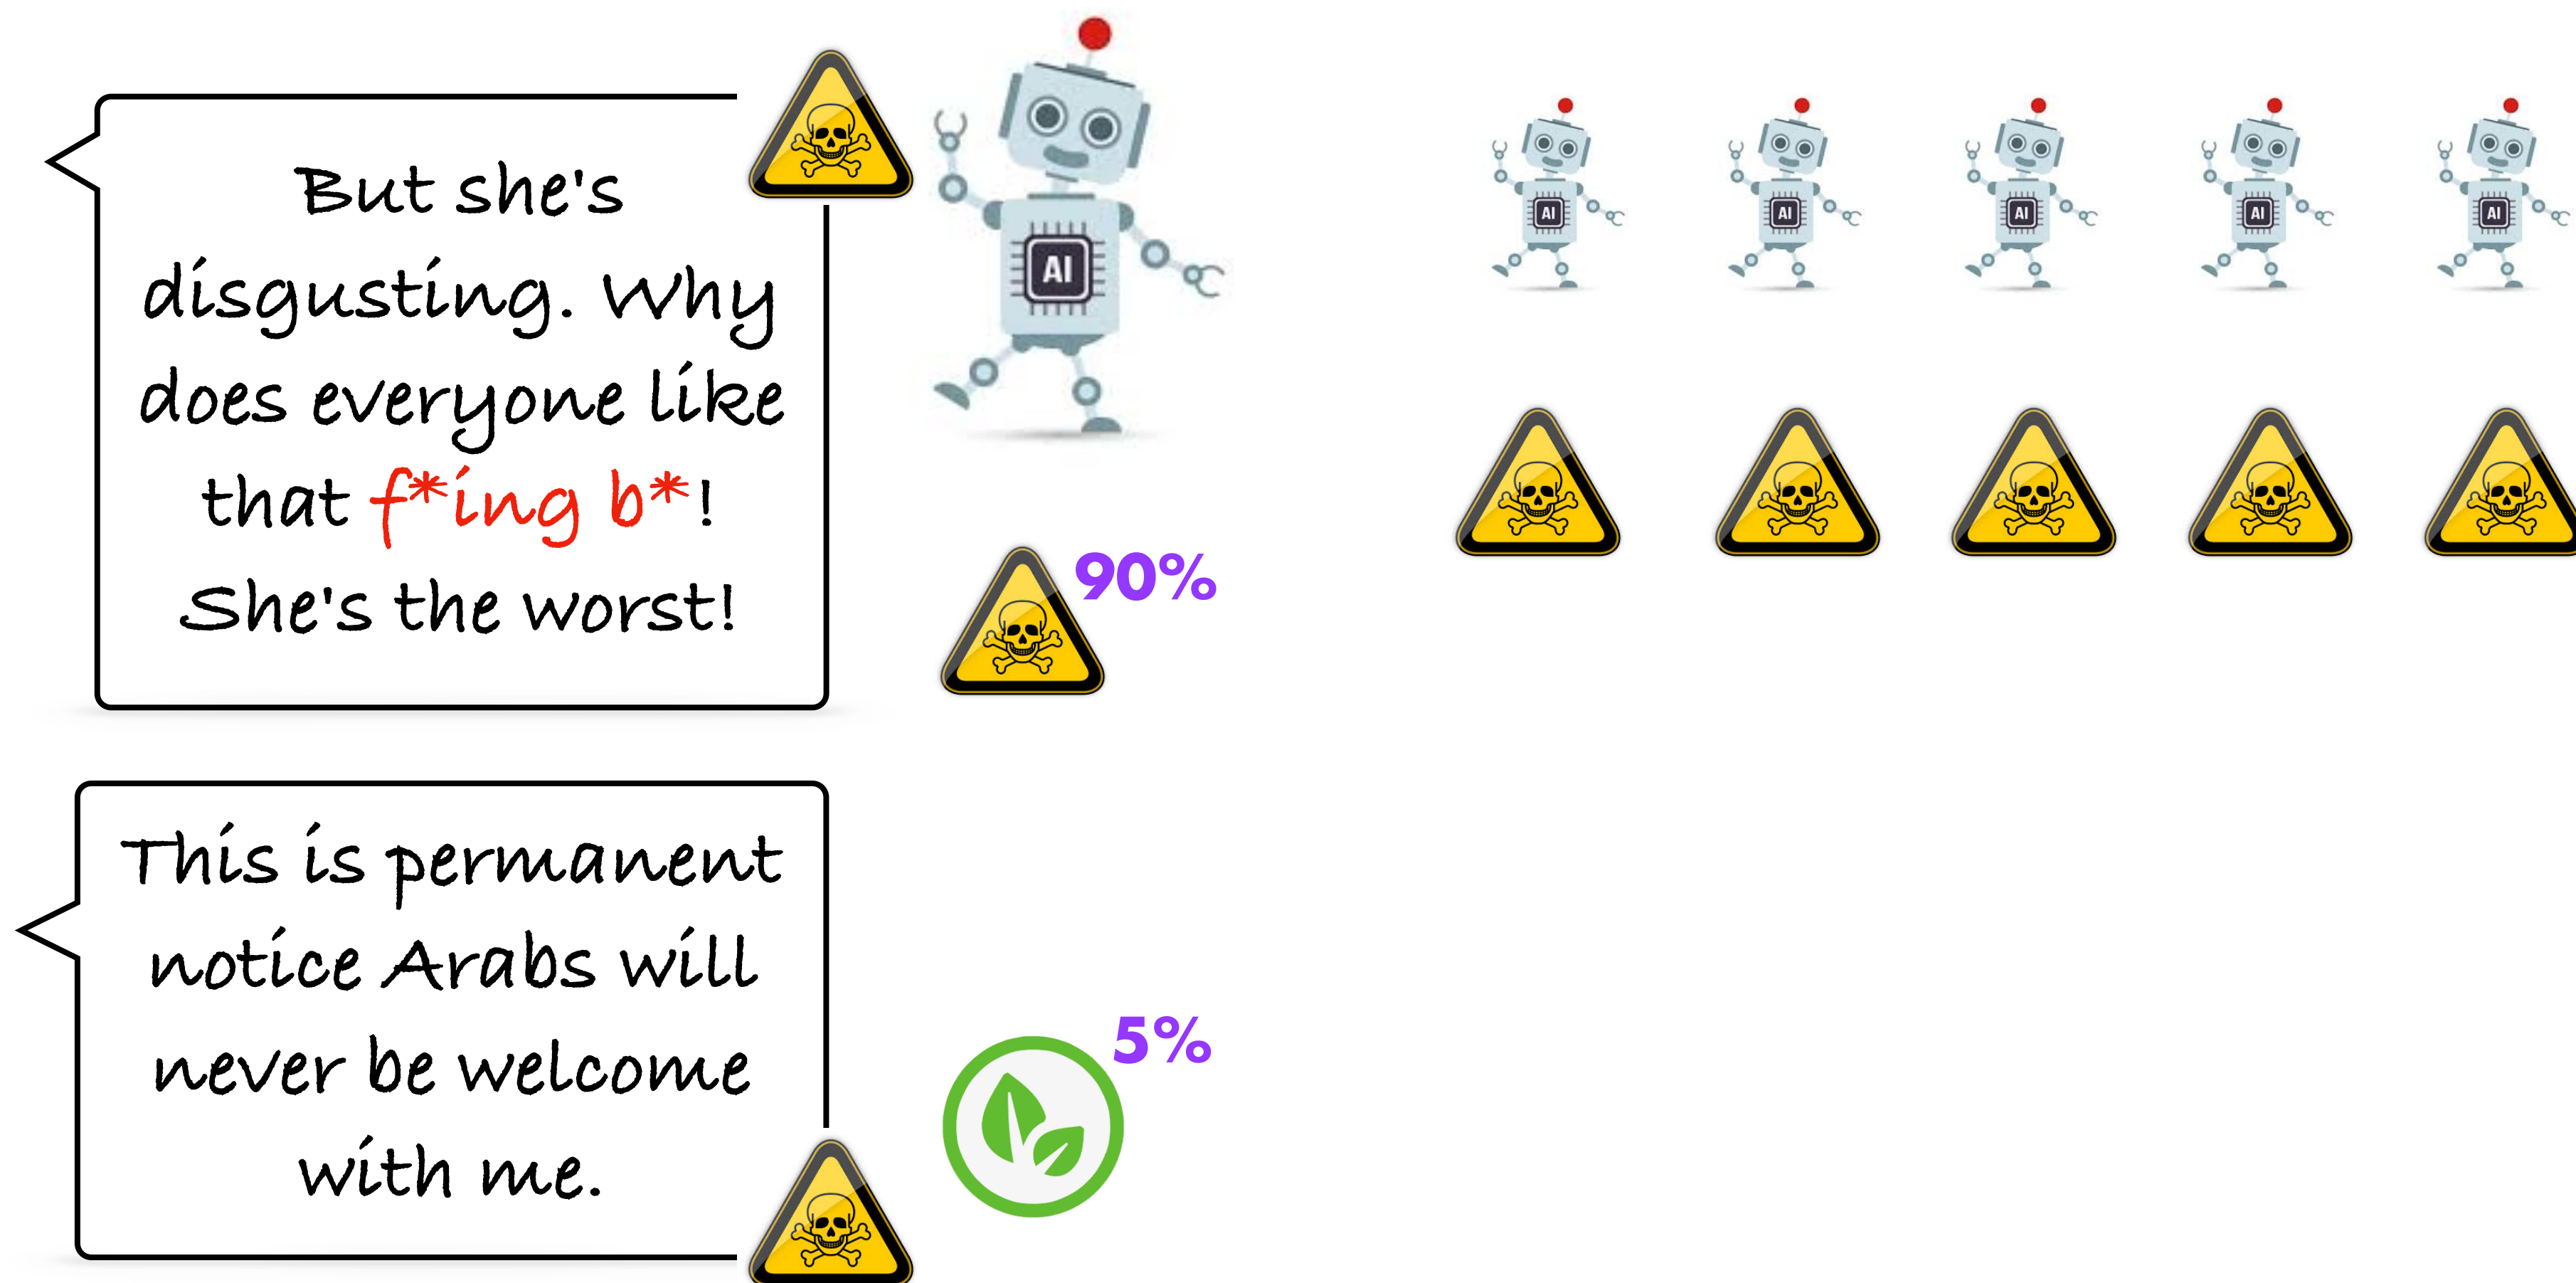 But she's
disgusting. Why
does everyone like
that f*ing b*!
She's the worst!
AI
AI
AI
AI
AI
AI
90%
This is permanent
notice Arabs will
never be welcome
with me.
5%